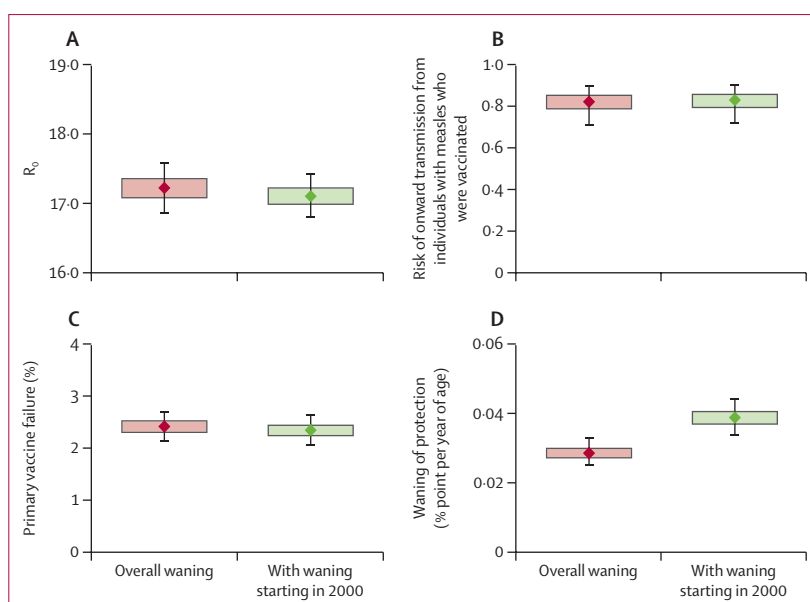 A
19·0
18·0
17·0
16·0
R0
B
1·0
0·8
0·6
0·4
0·2
0
Risk of onward transmission from
individuals with measles who
were vaccinated
C
4
3
2
1
0
Primary vaccine failure (%)
Overall waning
With waning
starting in 2000
D
0·06
0·04
0·02
0
Waning of protection
(% point per year of age)
Overall waning
With waning
starting in 2000